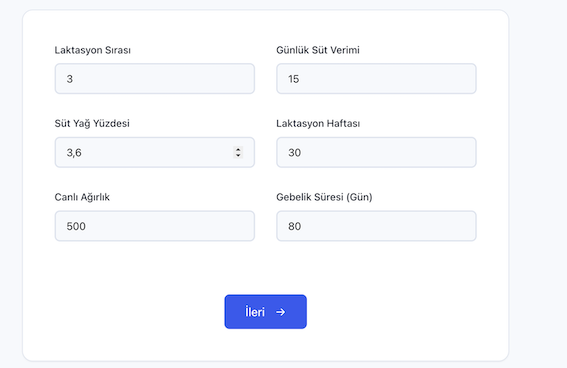 Laktasyon Sırası
Günlük Süt Verimi
3
15
Süt Yağ Yüzdesi
Laktasyon Haftası
3,6
30
Canlı Ağırlık
Gebelik Süresi (Gün)
500
80
İleri →